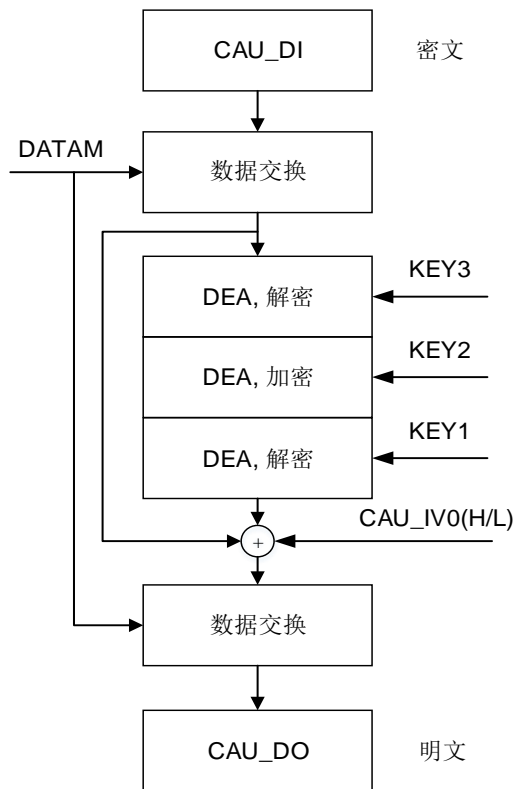 CAU_DI
密文
DATAM
数据交换
KEY3
DEA, 解密
KEY2
DEA, 加密
KEY1
DEA, 解密
CAU_IV0(H/L)
+
数据交换
CAU_DO
明文